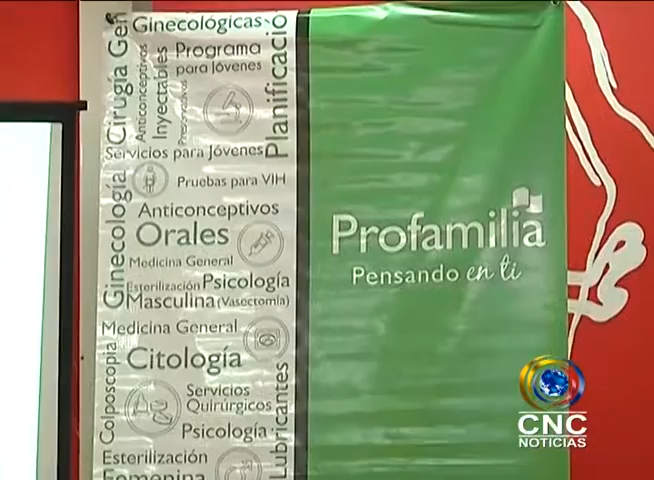 Ginecológicas
Cirugía Gen
Anticonceptivos
Inyectables
Programa
para Jóvenes
Planificació
Servicios para Jóvenes
Pruebas para VIH
Ginecología
Anticonceptivos
Orales
Medicina General
Esterilización Psicología
Masculina (Vasectomia)
Medicina General
Citología
Colposcopia
Servicios
Quirúrgicos
Psicología
Lubricantes
Esterilización
Femenina
Profamilia
Pensando en ti
CNC
NOTICIAS